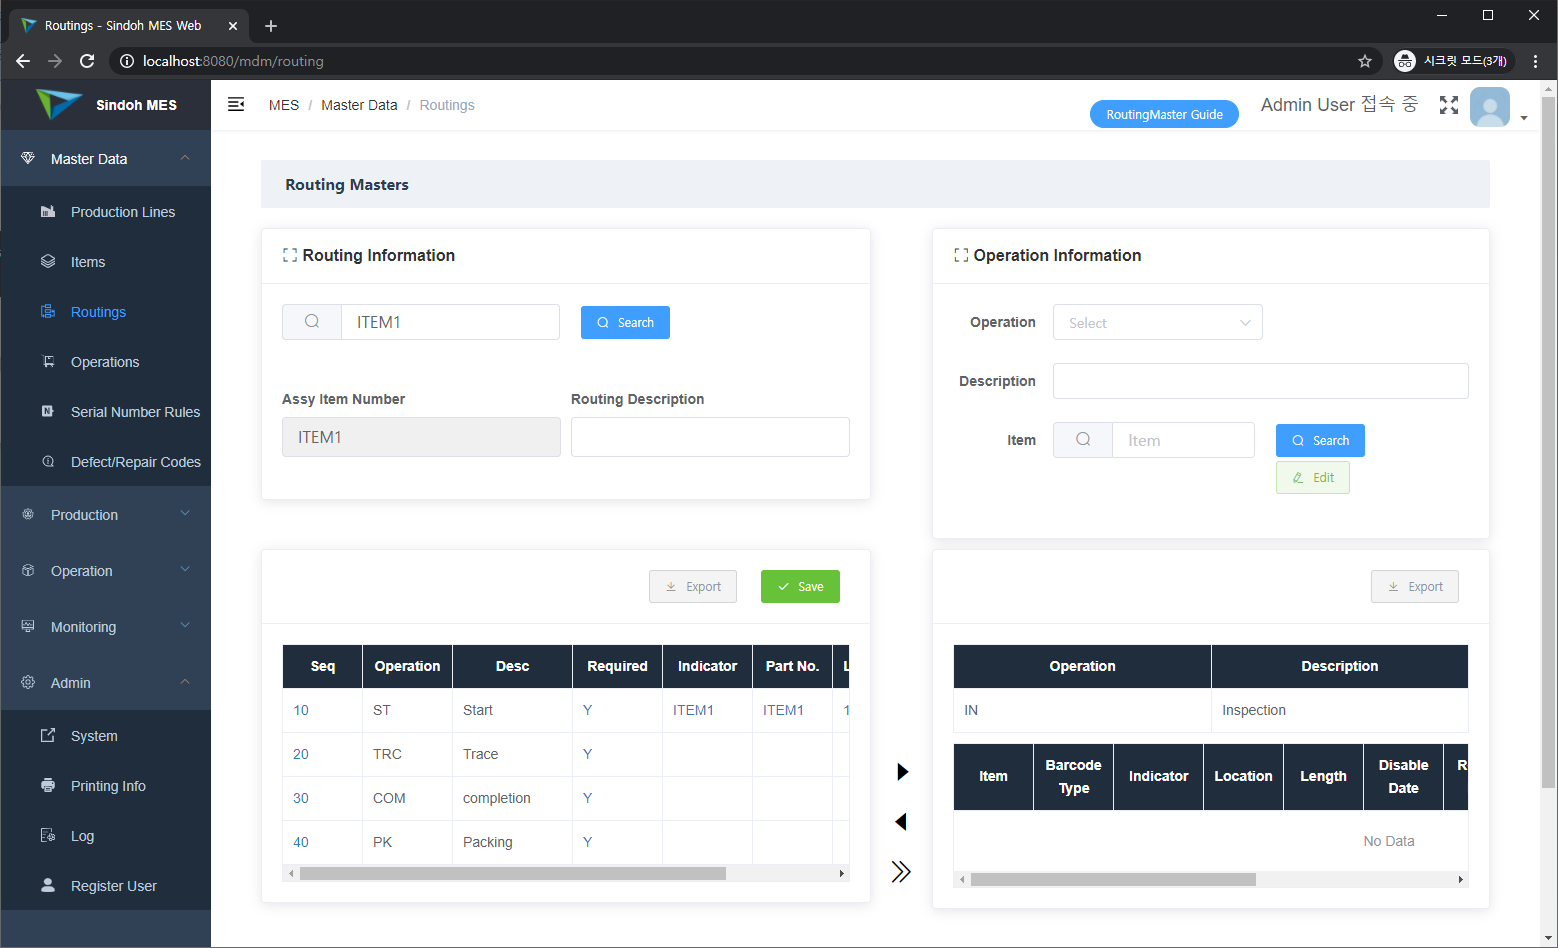 Routings - Sindoh MES Web
localhost:8080/mdm/routing
시크릿 모드(3개)
Sindoh MES
MES / Master Data / Routings
RoutingMaster Guide
Admin User 접속 중
Master Data
Production Lines
Items
Routings
Operations
Serial Number Rules
Defect/Repair Codes
Production
Operation
Monitoring
Admin
System
Printing Info
Log
Register User
Routing Masters
Routing Information
ITEM1
Search
Assy Item Number
Routing Description
ITEM1
Operation Information
Operation
Select
Description
Item
Item
Search
Edit
Export
Save
Seq Operation Desc Required Indicator Part No. L
10 ST Start Y ITEM1 ITEM1 1
20 TRC Trace Y
30 COM completion Y
40 PK Packing Y
Export
Operation Description
IN Inspection
Item Barcode Type Indicator Location Length Disable Date R
No Data